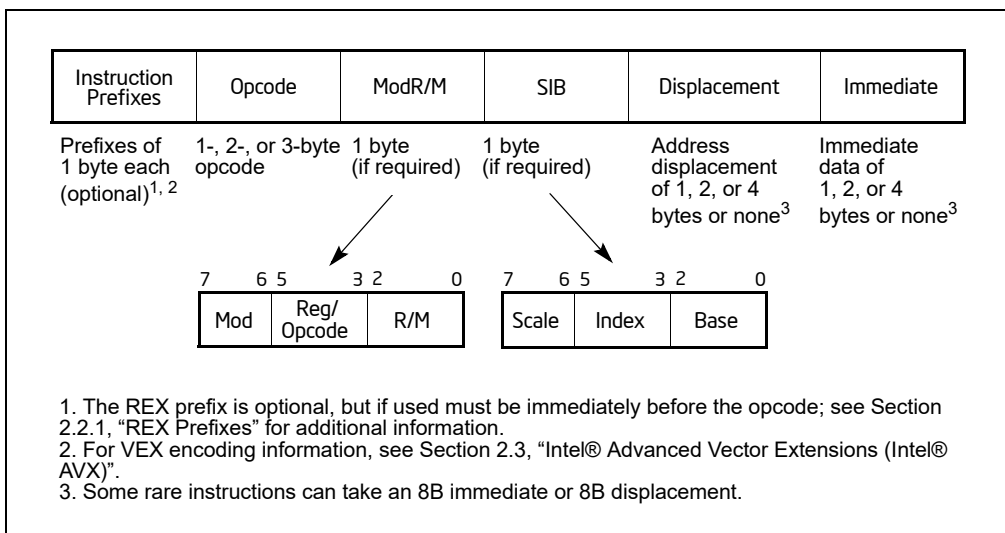 Instruction Prefixes
Opcode
ModR/M
SIB
Displacement
Immediate
Prefixes of
1 byte each
(optional)1, 2
1-, 2-, or 3-byte
opcode
1 byte
(if required)
1 byte
(if required)
Address
displacement
of 1, 2, or 4
bytes or none3
Immediate
data of
1, 2, or 4
bytes or none3
7 6 5 3 2 0
Mod
Reg/
Opcode
R/M
7 6 5 3 2 0
Scale
Index
Base
1. The REX prefix is optional, but if used must be immediately before the opcode; see Section
2.2.1, “REX Prefixes” for additional information.
2. For VEX encoding information, see Section 2.3, “Intel® Advanced Vector Extensions (Intel®
AVX)”.
3. Some rare instructions can take an 8B immediate or 8B displacement.